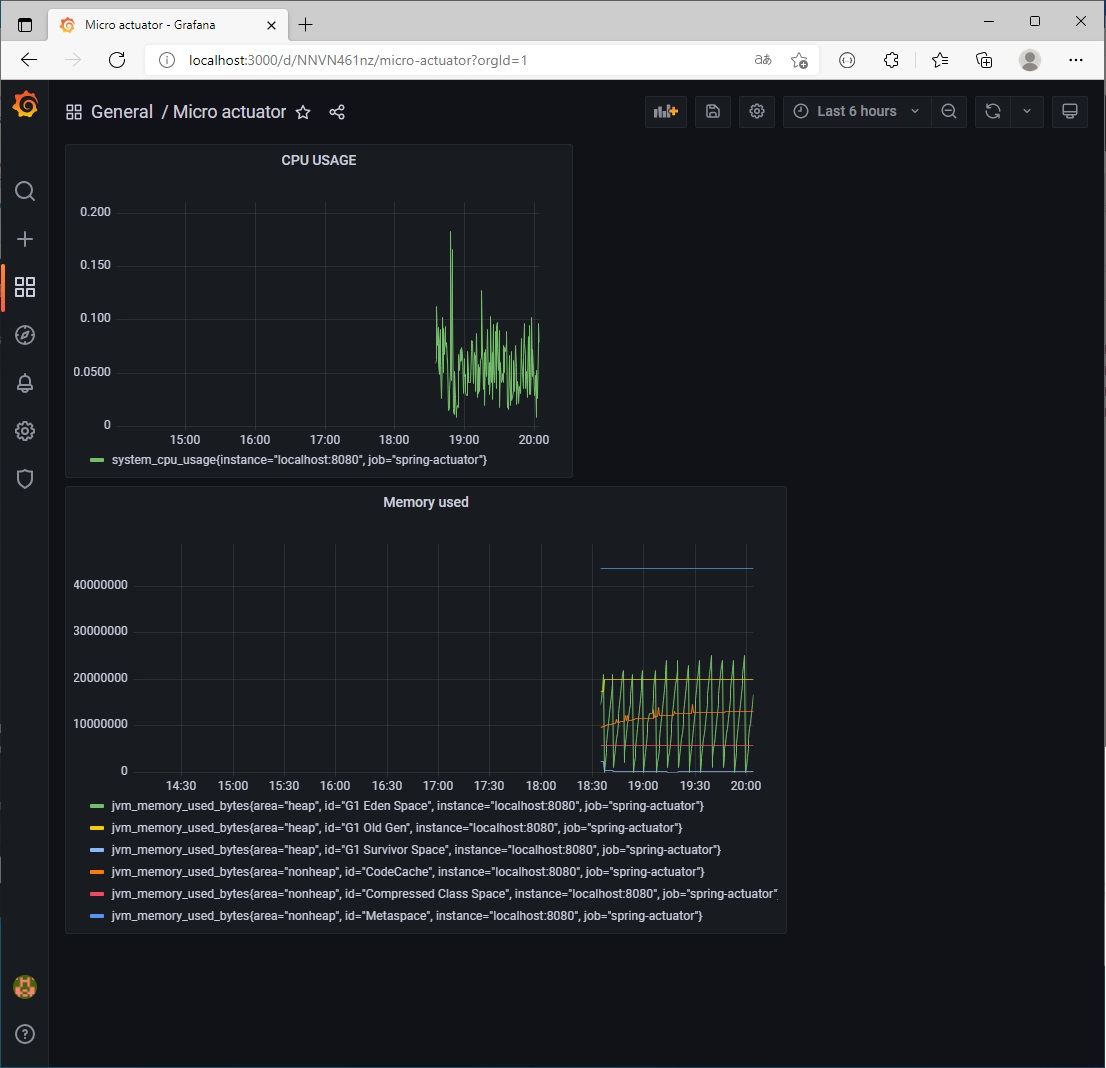 Micro actuator - Grafana
localhost:3000/d/NNVN461nz/micro-actuator?orgId=1
aあ
General / Micro actuator
Last 6 hours
CPU USAGE
0.200
0.150
0.100
0.0500
0
15:00 16:00 17:00 18:00 19:00 20:00
system_cpu_usage{instance="localhost:8080", job="spring-actuator"}
Memory used
40000000
30000000
20000000
10000000
0
14:30 15:00 15:30 16:00 16:30 17:00 17:30 18:00 18:30 19:00 19:30 20:00
jvm_memory_used_bytes{area="heap", id="G1 Eden Space", instance="localhost:8080", job="spring-actuator"}
jvm_memory_used_bytes{area="heap", id="G1 Old Gen", instance="localhost:8080", job="spring-actuator"}
jvm_memory_used_bytes{area="heap", id="G1 Survivor Space", instance="localhost:8080", job="spring-actuator"}
jvm_memory_used_bytes{area="nonheap", id="CodeCache", instance="localhost:8080", job="spring-actuator"}
jvm_memory_used_bytes{area="nonheap", id="Compressed Class Space", instance="localhost:8080", job="spring-actuator"
jvm_memory_used_bytes{area="nonheap", id="Metaspace", instance="localhost:8080", job="spring-actuator"}